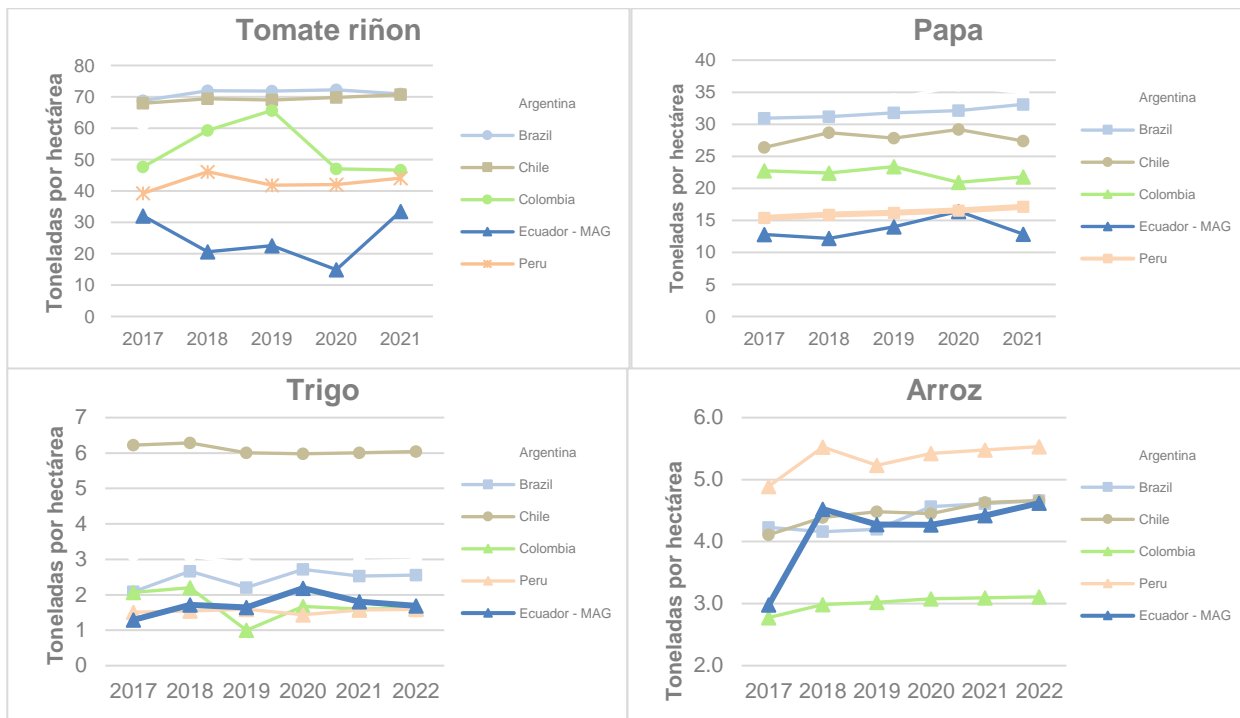 Tomate riñon
Toneladas por hectárea
80
70
60
50
40
30
20
10
0
2017 2018 2019 2020 2021
Argentina
Brazil
Chile
Colombia
Ecuador - MAG
Peru
Papa
Toneladas por hectárea
40
35
30
25
20
15
10
5
0
2017 2018 2019 2020 2021
Argentina
Brazil
Chile
Colombia
Ecuador - MAG
Peru
Trigo
Toneladas por hectárea
7
6
5
4
3
2
1
0
2017 2018 2019 2020 2021 2022
Argentina
Brazil
Chile
Colombia
Peru
Ecuador - MAG
Arroz
Toneladas por hectárea
6.0
5.0
4.0
3.0
2.0
2017 2018 2019 2020 2021 2022
Argentina
Brazil
Chile
Colombia
Peru
Ecuador - MAG